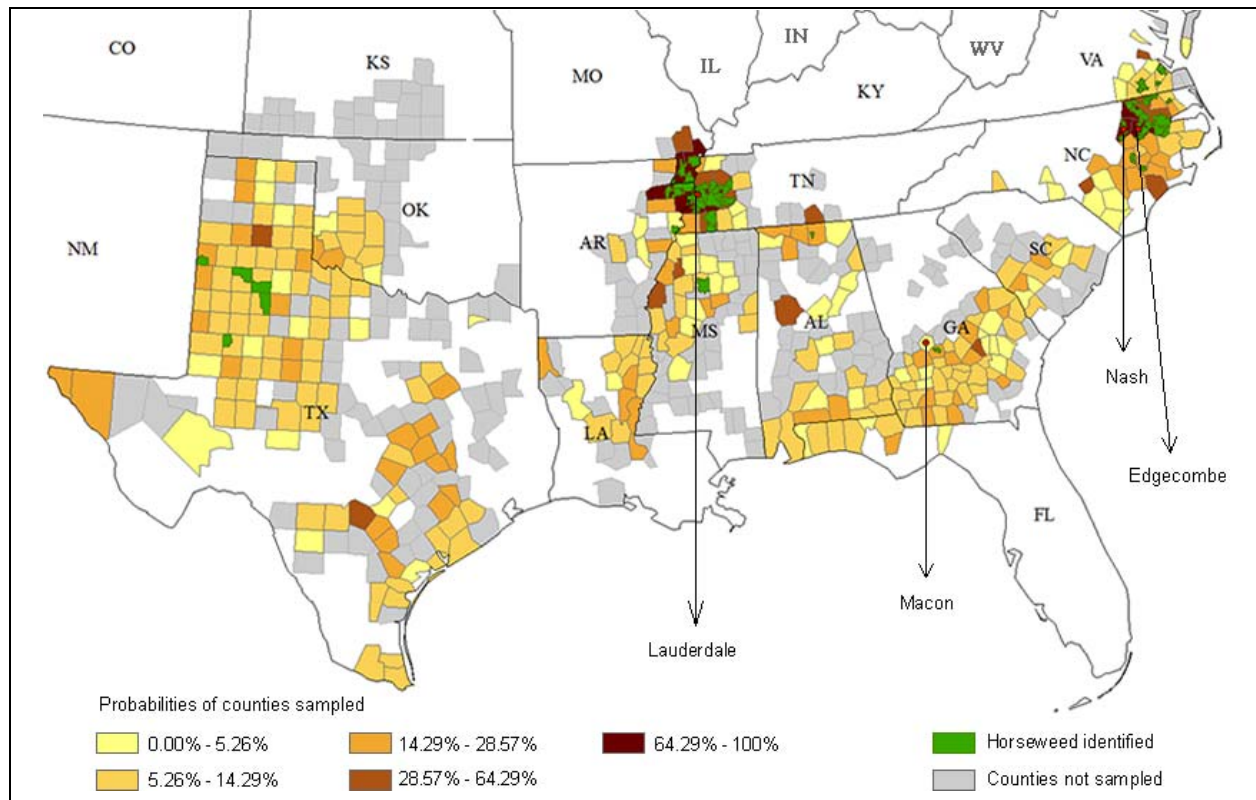 CO
KS
MO
IL
IN
WV
KY
VA
NM
OK
AR
TN
NC
SC
TX
LA
MS
AL
GA
FL
Nash
Edgecombe
Macon
Lauderdale
Probabilities of counties sampled
0.00% - 5.26%
14.29% - 28.57%
64.29% - 100%
Horseweed identified
5.26% - 14.29%
28.57% - 64.29%
Counties not sampled